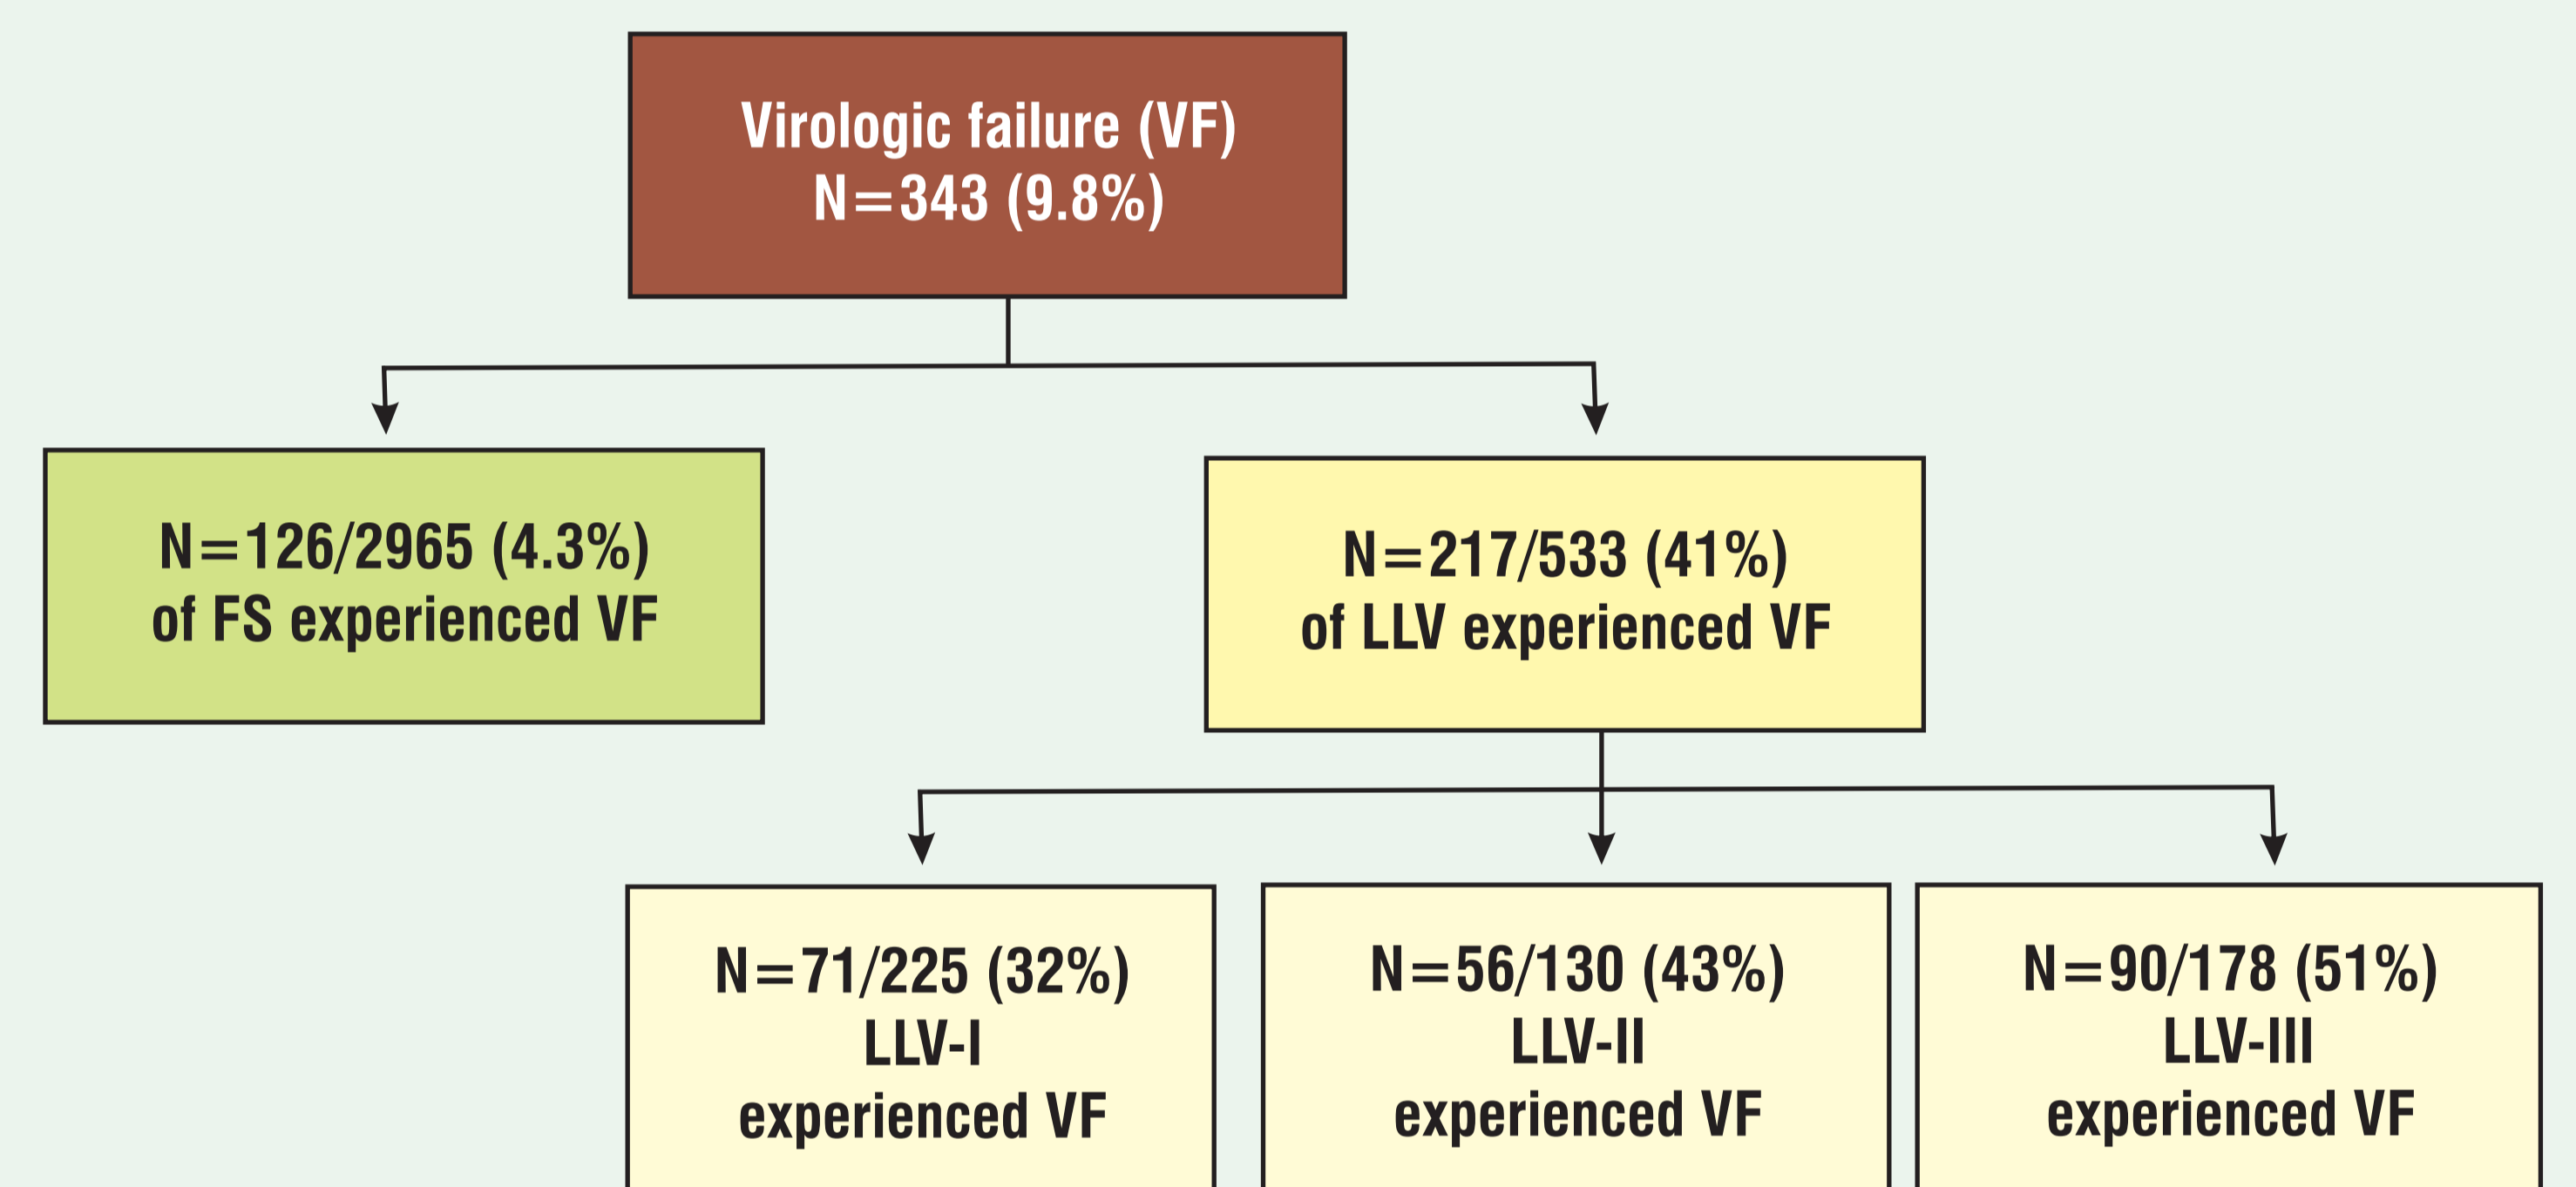 Virologic failure (VF)
N=343 (9.8%)
N=126/2965 (4.3%)
of FS experienced VF
N=217/533 (41%)
of LLV experienced VF
N=71/225 (32%)
LLV-I
experienced VF
N=56/130 (43%)
LLV-II
experienced VF
N=90/178 (51%)
LLV-III
experienced VF